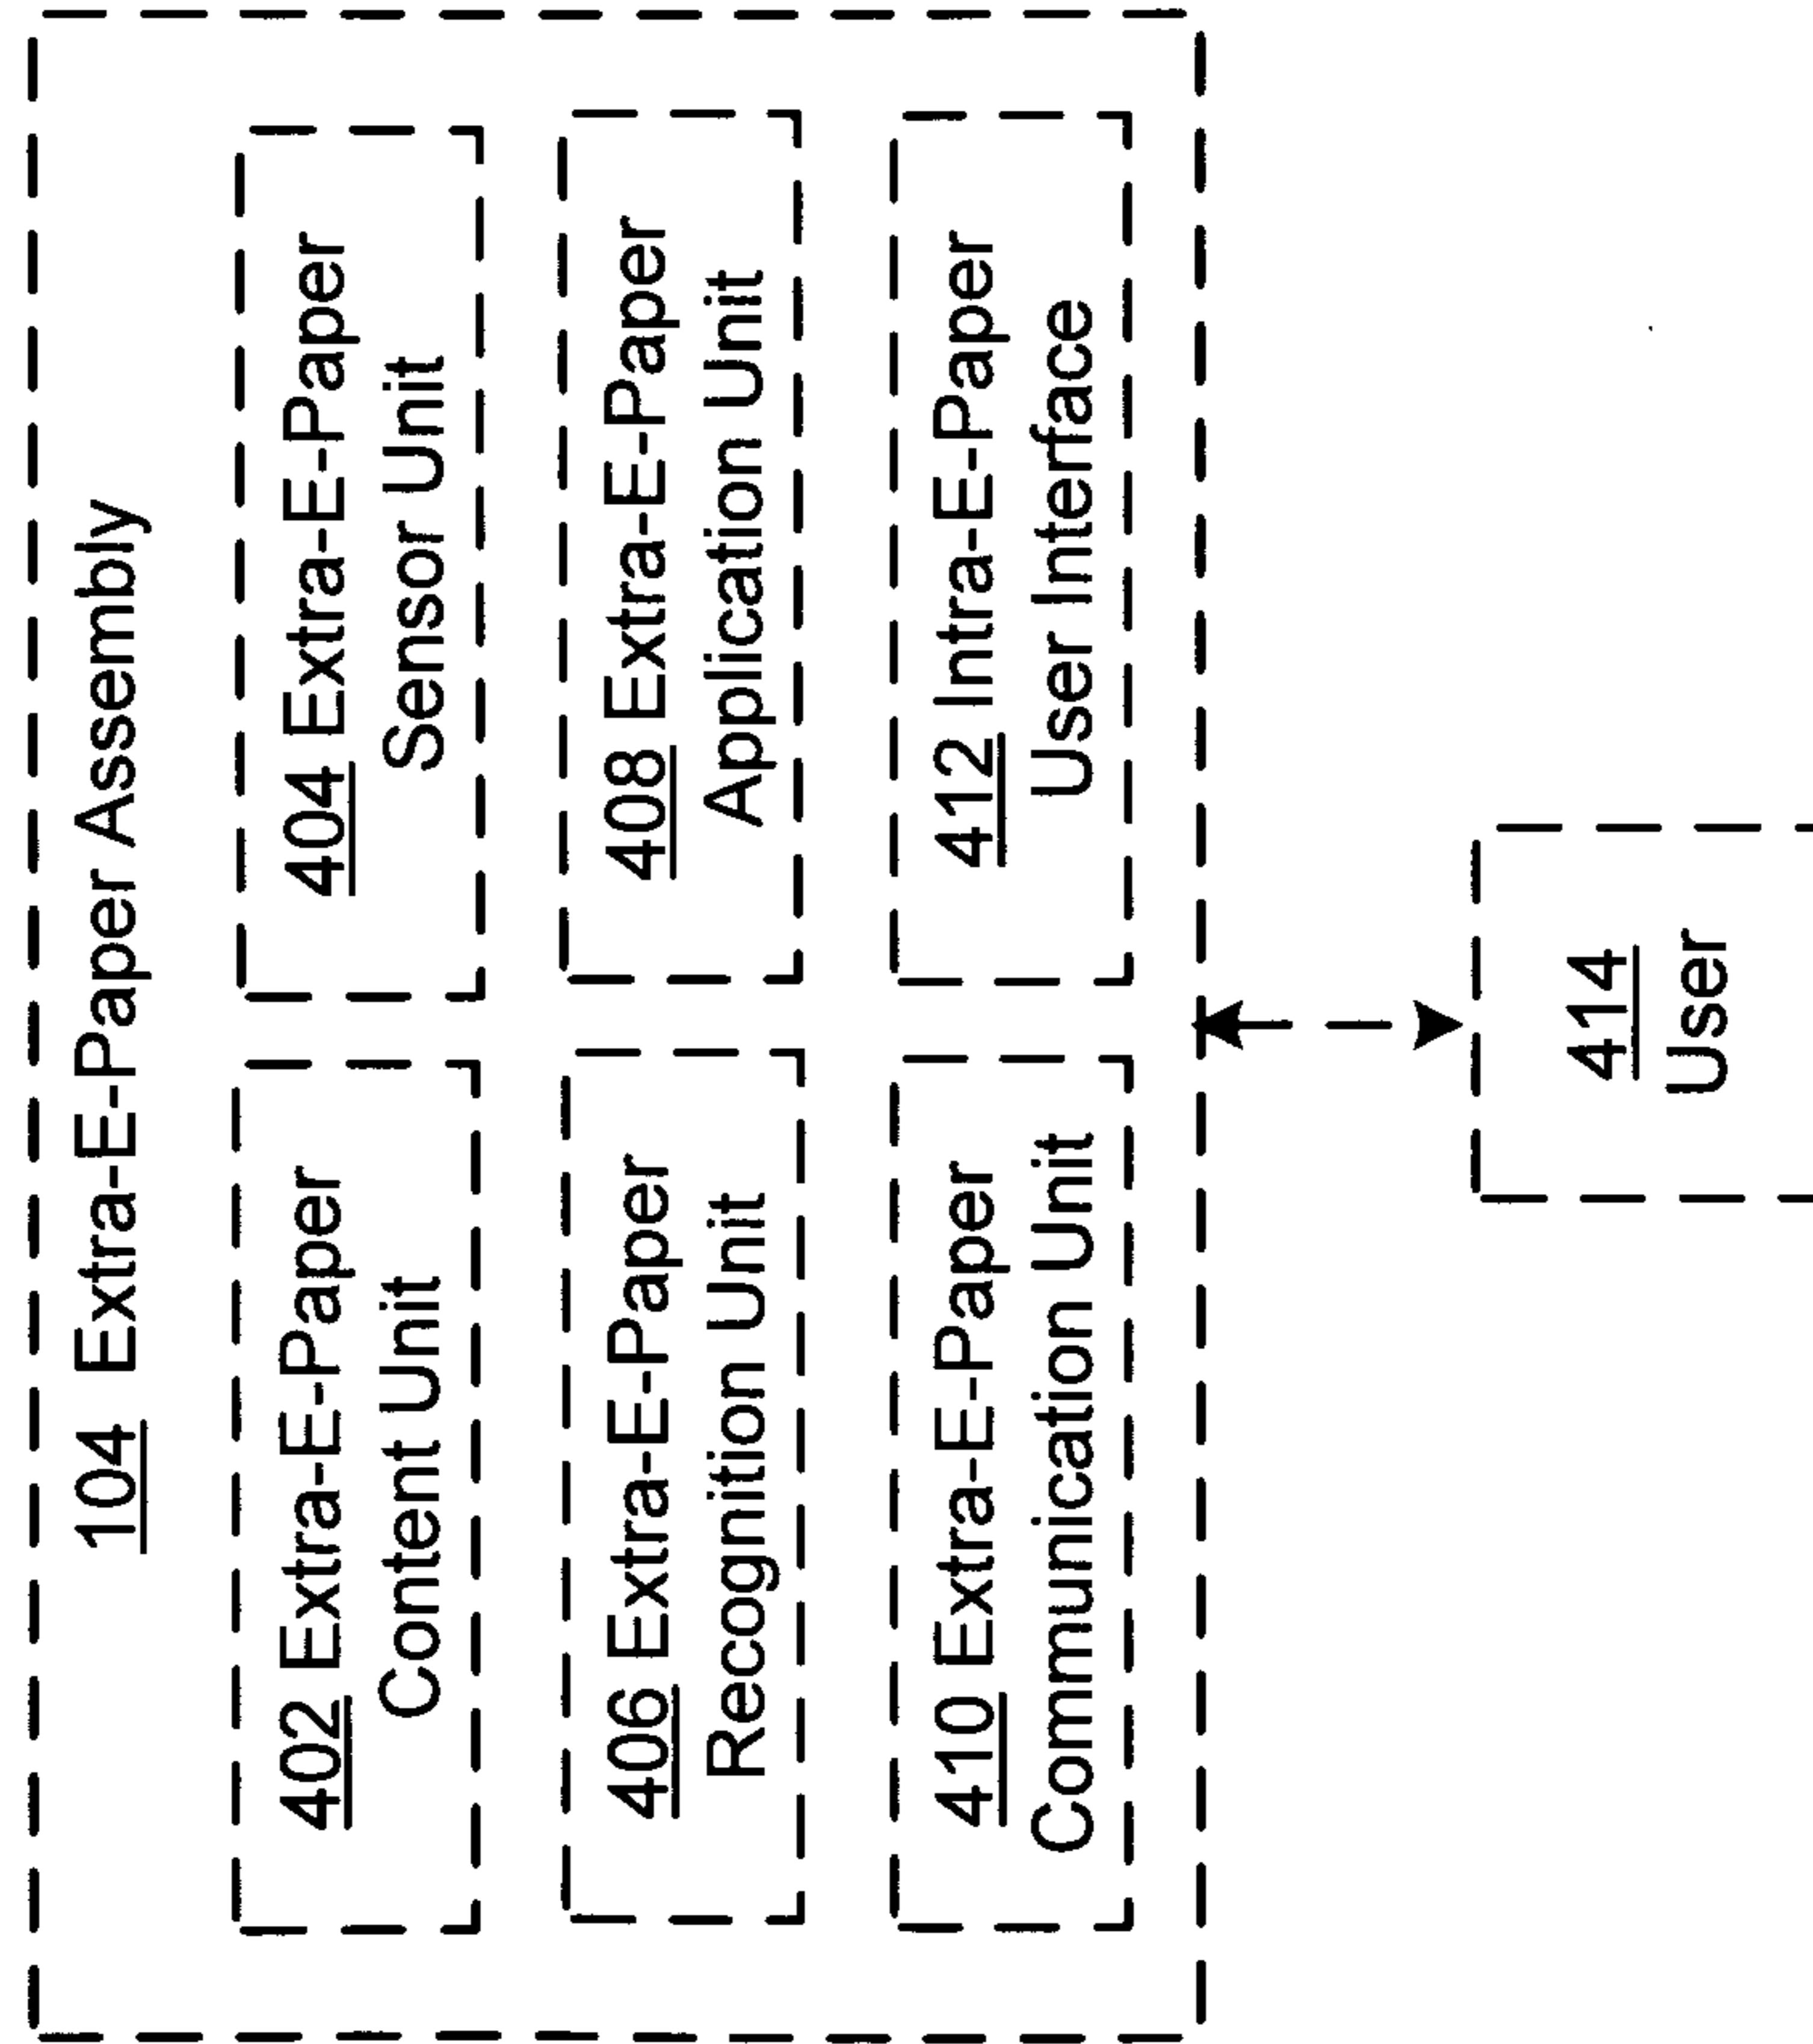 104 Extra-E-Paper Assembly
402 Extra-E-Paper
Content Unit
404 Extra-E-Paper
Sensor Unit
406 Extra-E-Paper
Recognition Unit
408 Extra-E-Paper
Application Unit
410 Extra-E-Paper
Communication Unit
412 Intra-E-Paper
User Interface
414
User